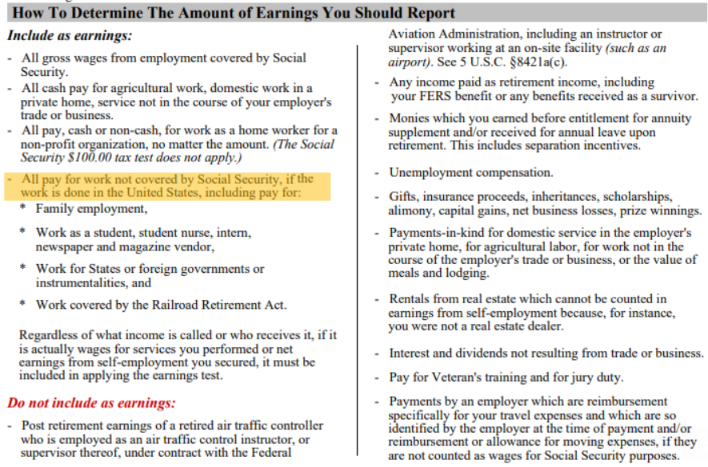 How To Determine The Amount of Earnings You Should Report
Include as earnings:
- All gross wages from employment covered by Social
Security.
- All cash pay for agricultural work, domestic work in a
private home, service not in the course of your employer's
trade or business.
- All pay, cash or non-cash, for work as a home worker for a
non-profit organization, no matter the amount. (The Social
Security $100.00 tax test does not apply.)
- All pay for work not covered by Social Security, if the
work is done in the United States, including pay for:
* Family employment,
* Work as a student, student nurse, intern,
newspaper and magazine vendor,
* Work for States or foreign governments or
instrumentalities, and
* Work covered by the Railroad Retirement Act.
Regardless of what income is called or who receives it, if it
is actually wages for services you performed or net
earnings from self-employment you secured, it must be
included in applying the earnings test.
Do not include as earnings:
- Post retirement earnings of a retired air traffic controller
who is employed as an air traffic control instructor, or
supervisor thereof, under contract with the Federal
Aviation Administration, including an instructor or
supervisor working at an on-site facility (such as an
airport). See 5 U.S.C. §8421a(c).
- Any income paid as retirement income, including
your FERS benefit or any benefits received as a survivor.
- Monies which you earned before entitlement for annuity
supplement and/or received for annual leave upon
retirement. This includes separation incentives.
- Unemployment compensation.
- Gifts, insurance proceeds, inheritances, scholarships,
alimony, capital gains, net business losses, prize winnings.
- Payments-in-kind for domestic service in the employer's
private home, for agricultural labor, for work not in the
course of the employer's trade or business, or the value of
meals and lodging.
- Rentals from real estate which cannot be counted in
earnings from self-employment because, for instance,
you were not a real estate dealer.
- Interest and dividends not resulting from trade or business.
- Pay for Veteran's training and for jury duty.
- Payments by an employer which are reimbursement
specifically for your travel expenses and which are so
identified by the employer at the time of payment and/or
reimbursement or allowance for moving expenses, if they
are not counted as wages for Social Security purposes.